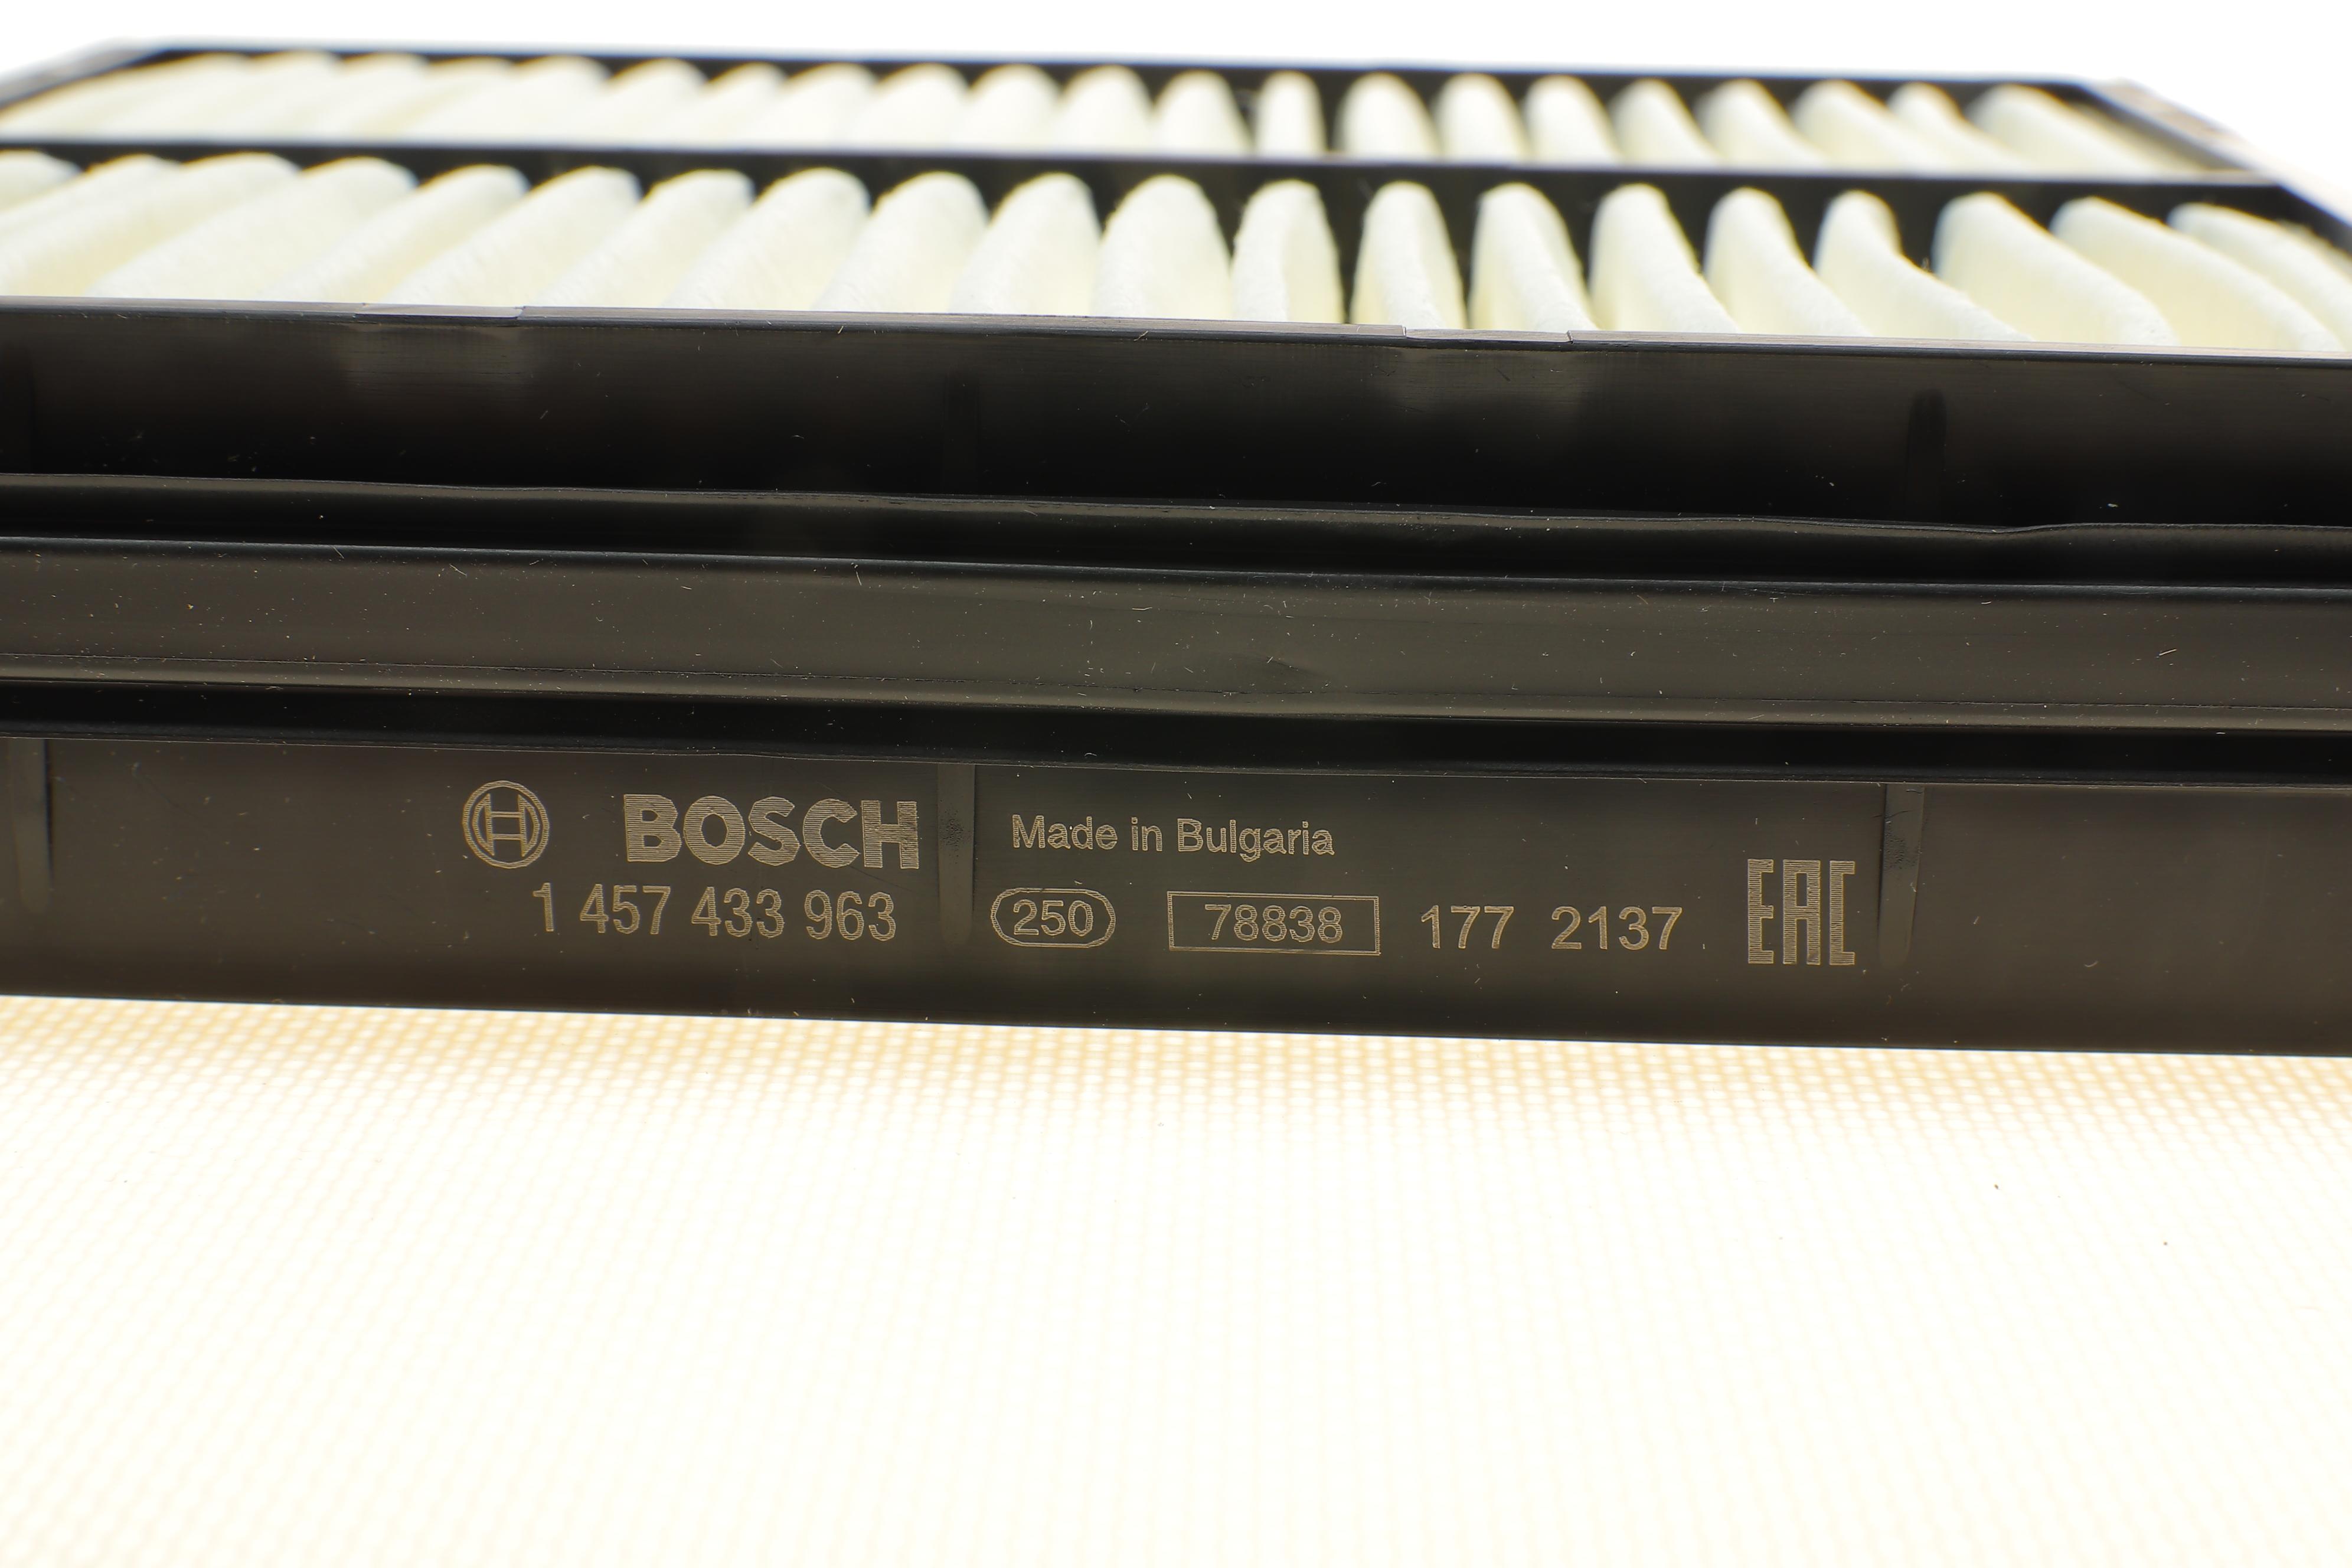 BOSCH
1 457 433 963
Made in Bulgaria
250 78838 177 2137
EAC